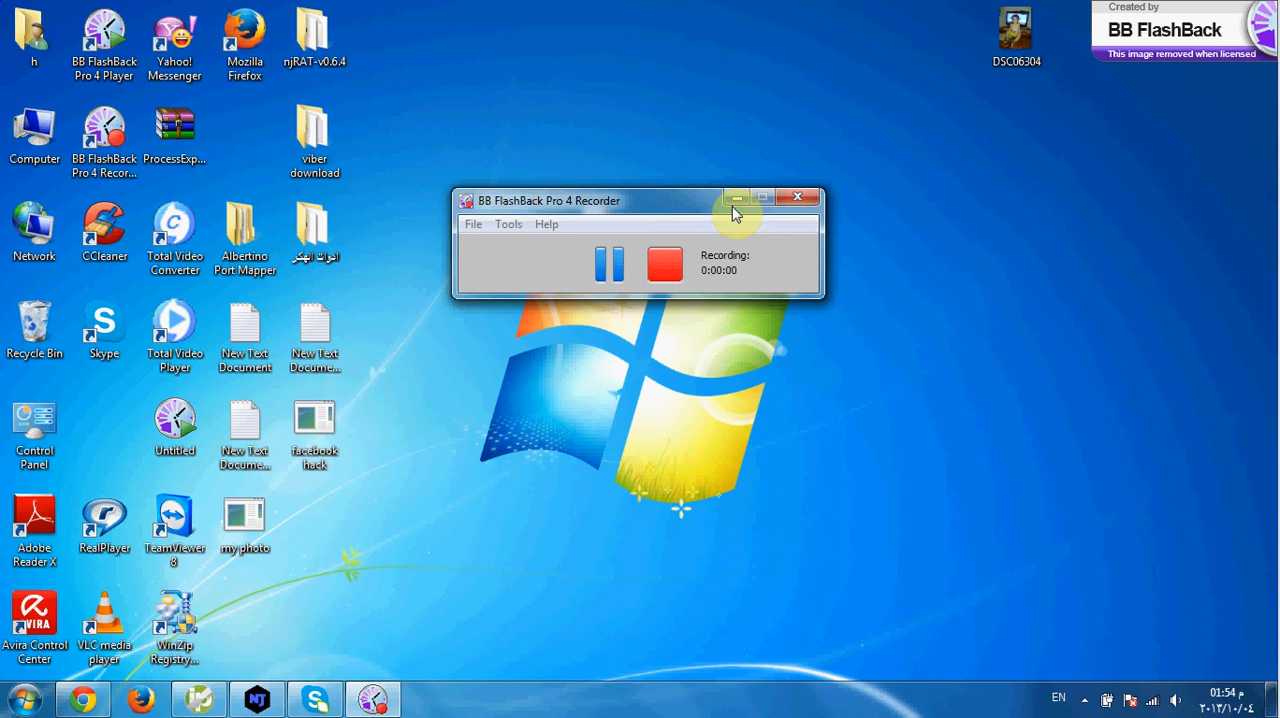 Created by
BB FlashBack
This image removed when licensed
BB FlashBack Pro 4 Recorder
File Tools Help
Recording:
0:00:00
h
BB FlashBack
Pro 4 Player
Yahoo!
Messenger
Mozilla
Firefox
njRAT-v0.6.4
DSC06304
Computer
BB FlashBack
Pro 4 Recor...
ProcessExp...
viber
download
Network
CCleaner
Total Video
Converter
Albertino
Port Mapper
ادوات الهكر
Recycle Bin
Skype
Total Video
Player
New Text
Document
New Text
Docume...
Control
Panel
Untitled
New Text
Docume...
facebook
hack
Adobe
Reader X
RealPlayer
TeamViewer
8
my photo
Avira Control
Center
VLC media
player
WinZip
Registry...
EN
01:54 م
٢٠١٣/١٠/٠٤